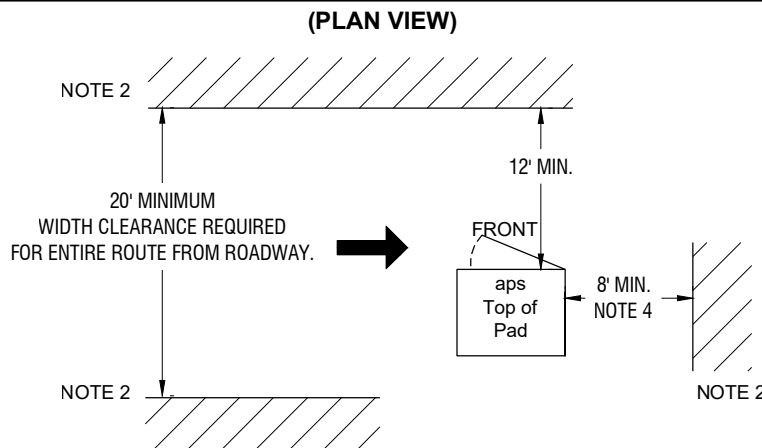 (PLAN VIEW)
NOTE 2
20' MINIMUM
WIDTH CLEARANCE REQUIRED
FOR ENTIRE ROUTE FROM ROADWAY.
12' MIN.
FRONT
aps
Top of
Pad
8' MIN.
NOTE 4
NOTE 2
NOTE 2